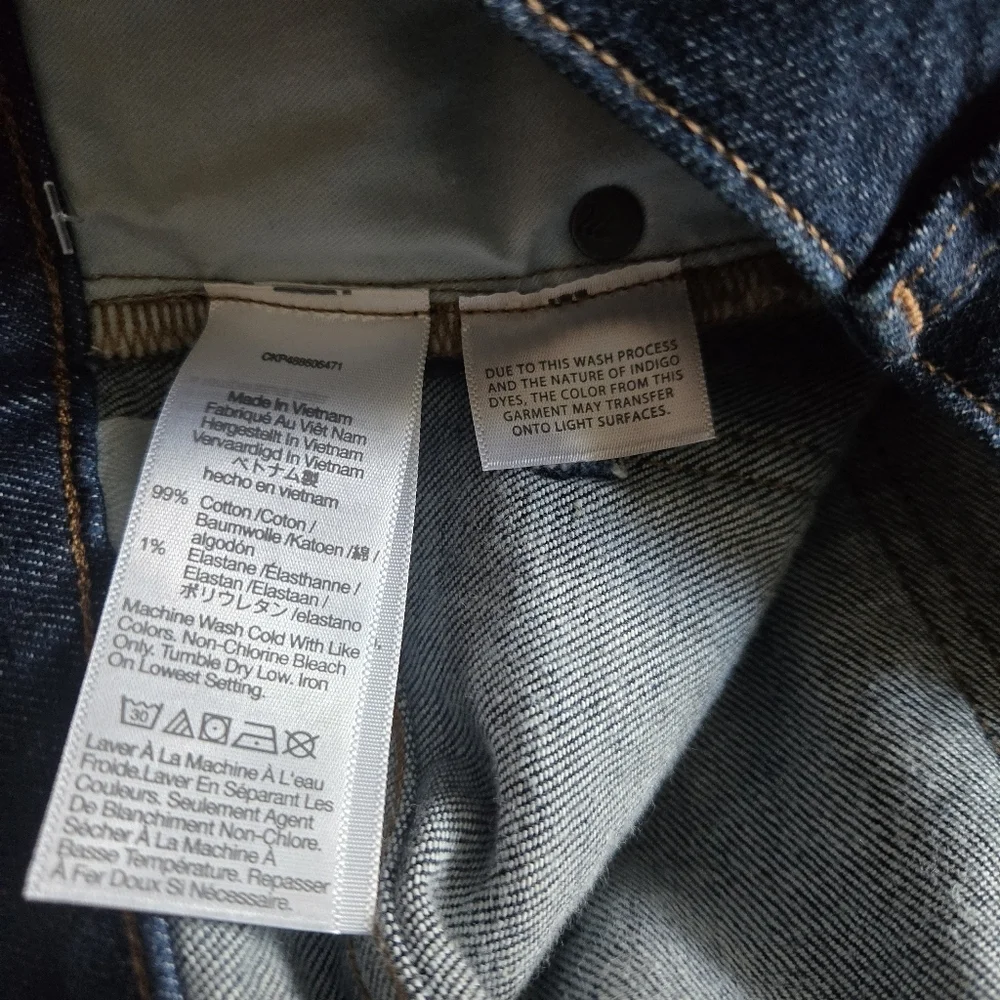 CKP488606471
Made In Vietnam
Fabriqué Au Việt Nam
Hergestellt In Vietnam
Vervaardigd In Vietnam
ベトナム製
hecho en vietnam
99% Cotton /Coton /
Baumwolle /Katoen /綿 /
algodón
1% Elastane /Élasthanne /
Elastan /Elastaan /
ポリウレタン /elastano
Machine Wash Cold With Like
Colors. Non-Chlorine Bleach
Only. Tumble Dry Low. Iron
On Lowest Setting.
30
Laver À La Machine À L'eau
Froide.Laver En Séparant Les
Couleurs. Seulement Agent
De Blanchiment Non-Chlore.
Sécher À La Machine À
Basse Température. Repasser
À Fer Doux Si Nécessaire.
DUE TO THIS WASH PROCESS
AND THE NATURE OF INDIGO
DYES, THE COLOR FROM THIS
GARMENT MAY TRANSFER
ONTO LIGHT SURFACES.